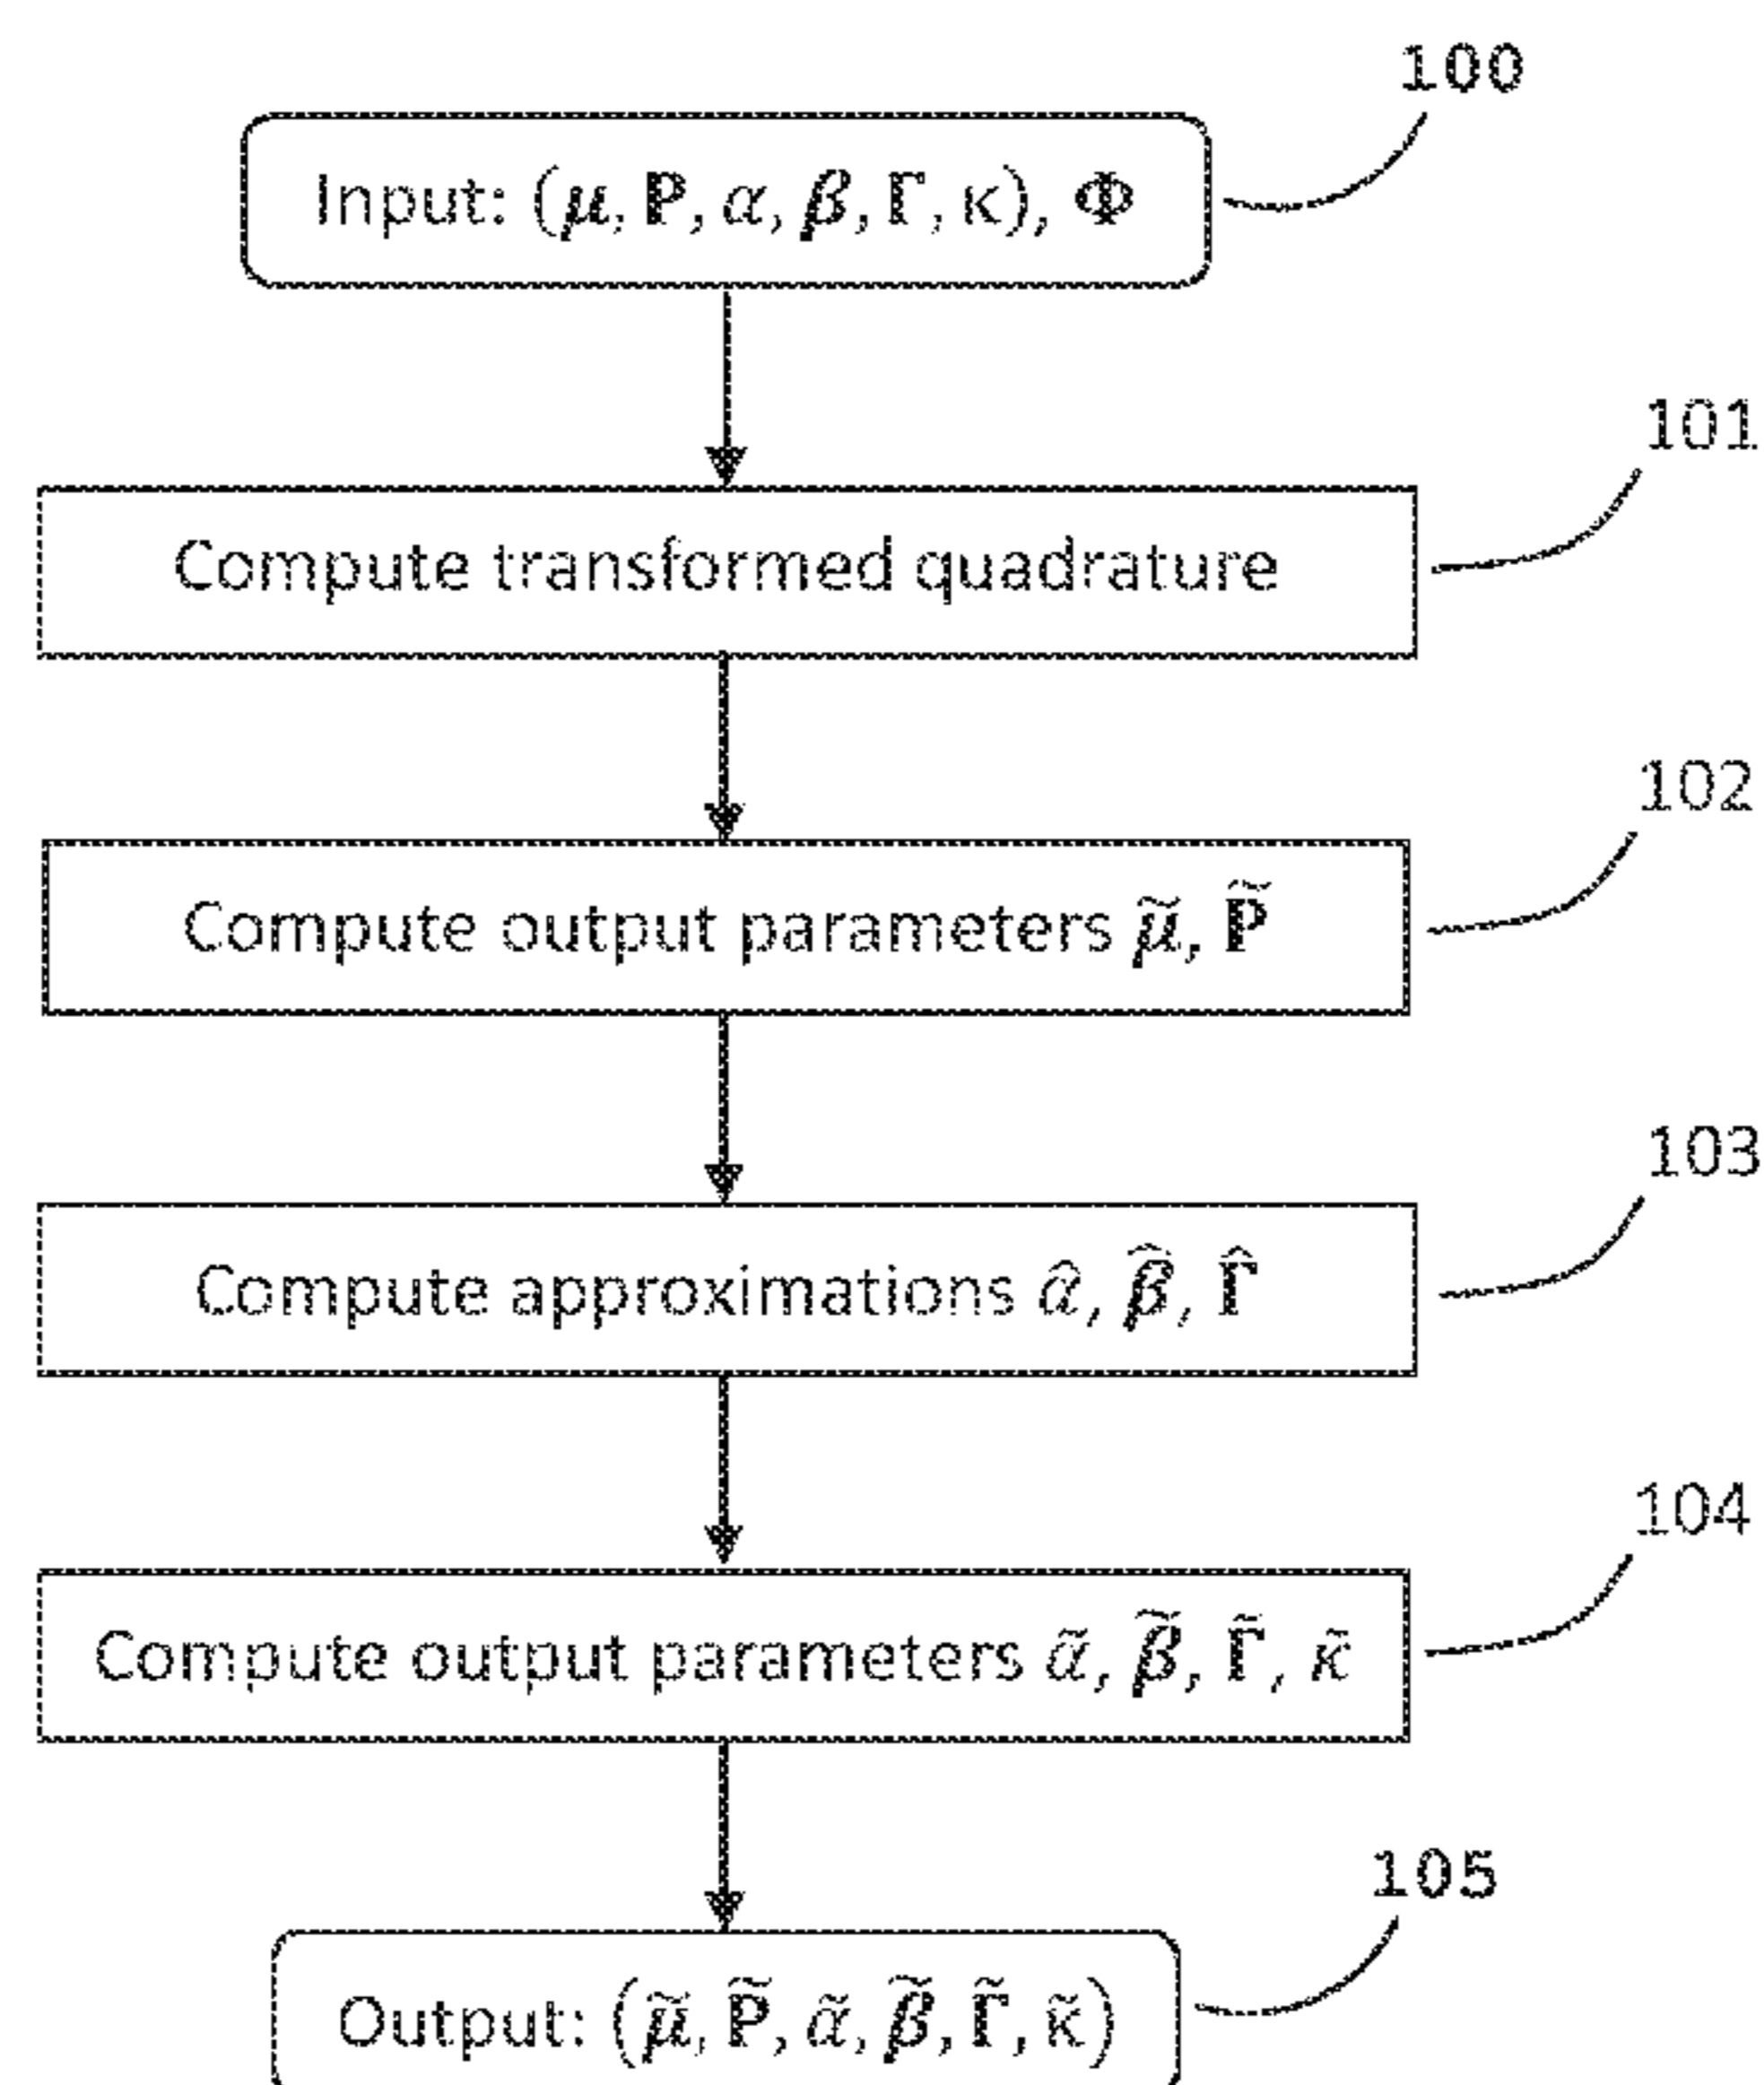 100
Input: (μ, P, α, β, Γ, κ), Φ
101
Compute transformed quadrature
102
Compute output parameters μ̃, P̃
103
Compute approximations α̂, β̂, Γ̂
104
Compute output parameters α̃, β̃, Γ̃, κ̃
105
Output: (μ̃, P̃, α̃, β̃, Γ̃, κ̃)